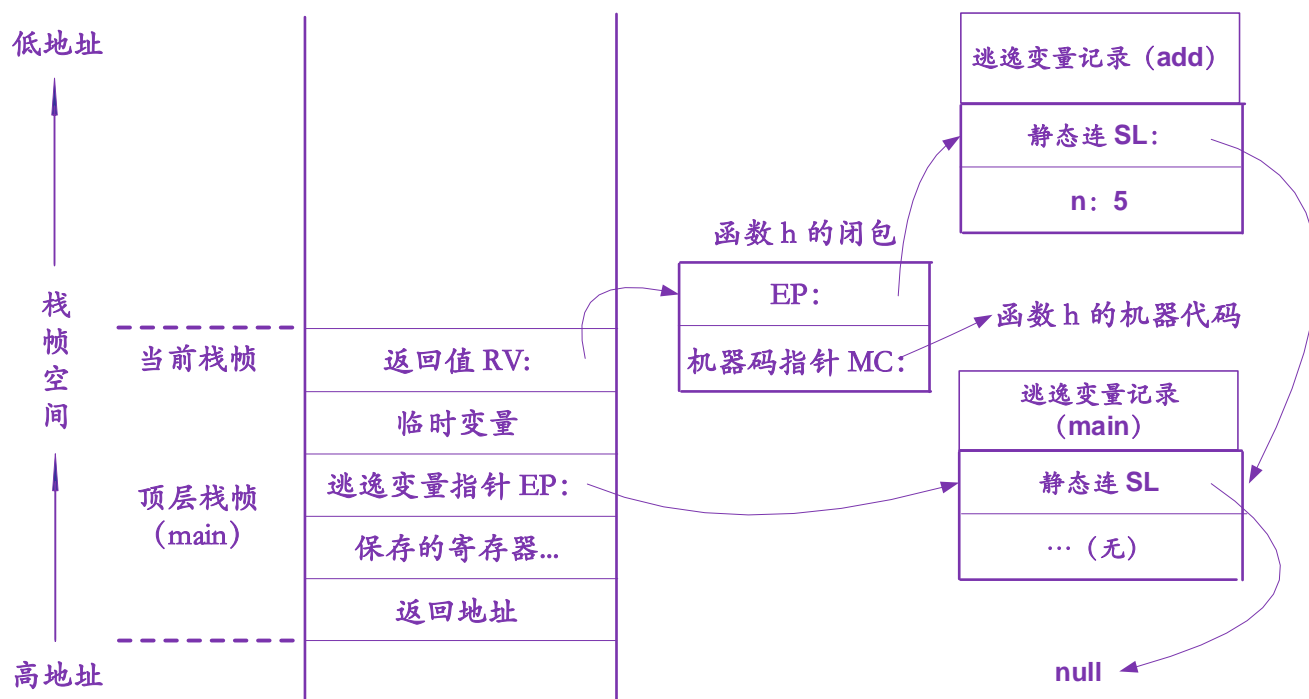 低地址
栈
帧
空
间
高地址
当前栈帧
顶层栈帧
(main)
返回值 RV:
临时变量
逃逸变量指针 EP:
保存的寄存器...
返回地址
函数 h 的闭包
EP:
机器码指针 MC:
函数 h 的机器代码
逃逸变量记录（add）
静态连 SL:
n: 5
逃逸变量记录
（main）
静态连 SL
…（无）
null